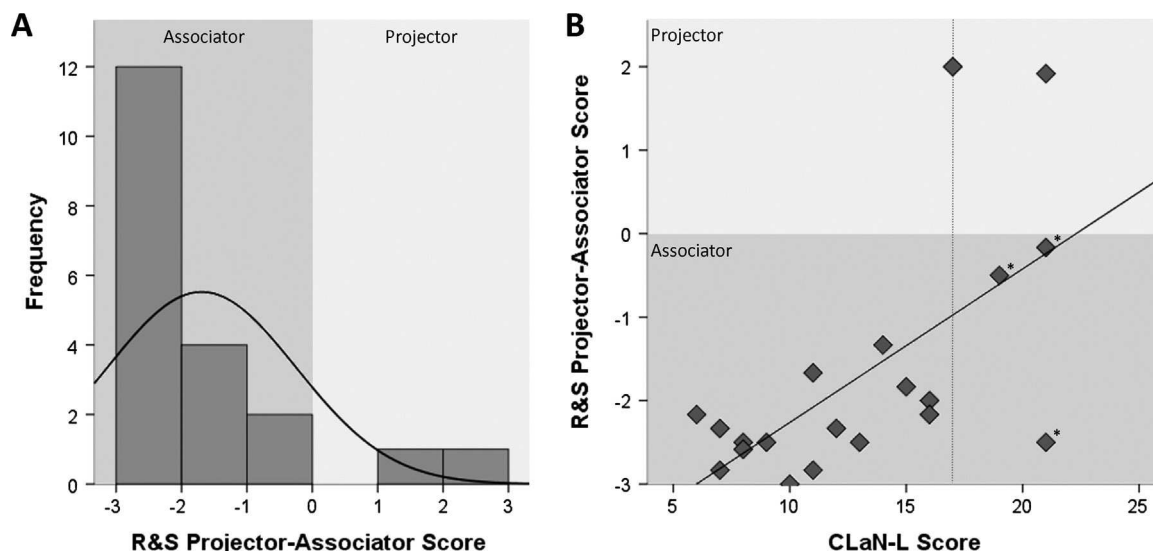 A
Associator
Projector
12
10
8
6
4
2
0
Frequency
-3
-2
-1
0
1
2
3
R&S Projector-Associator Score
B
Projector
Associator
2
1
0
-1
-2
-3
R&S Projector-Associator Score
*
*
*
5
10
15
20
25
CLaN-L Score